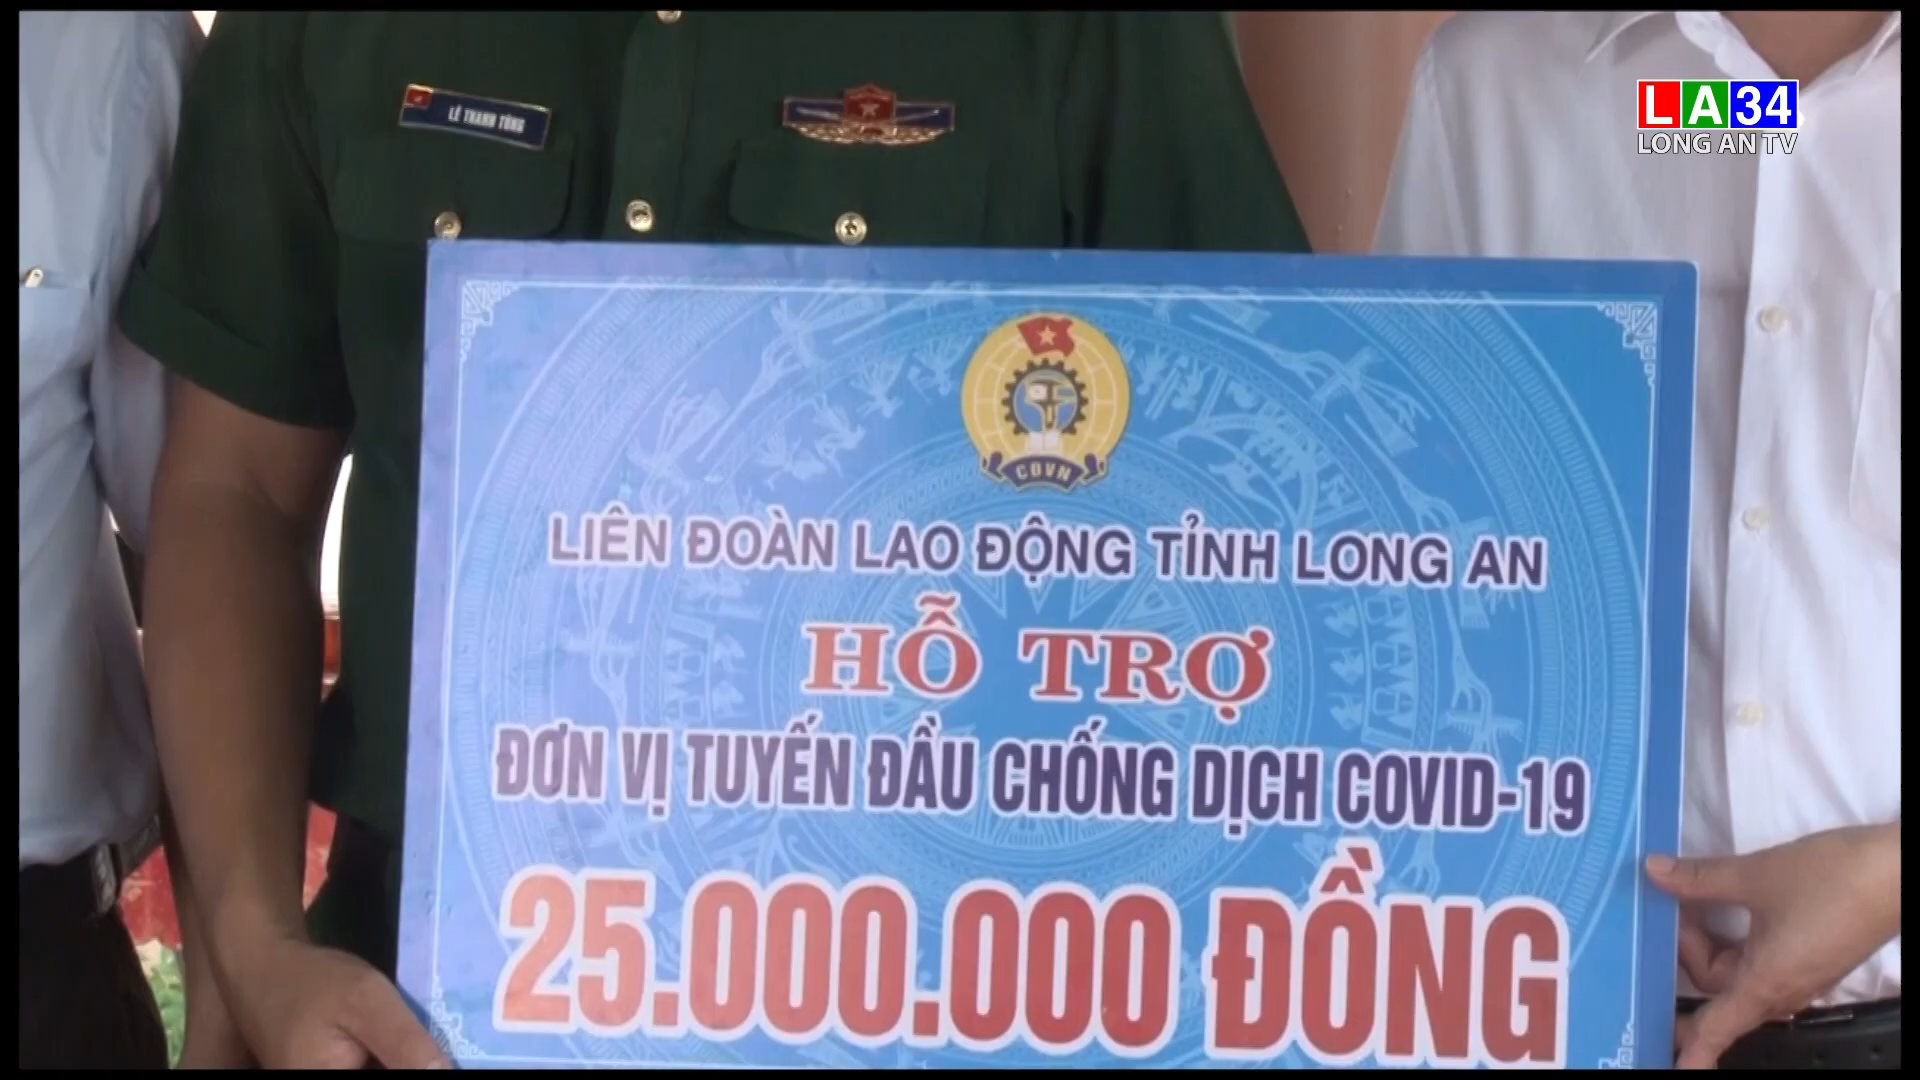 LÊ THANH TÙNG
LA34
LONG AN TV
CĐVN
LIÊN ĐOÀN LAO ĐỘNG TỈNH LONG AN
HỖ TRỢ
ĐƠN VỊ TUYẾN ĐẦU CHỐNG DỊCH COVID-19
25.000.000 ĐỒNG